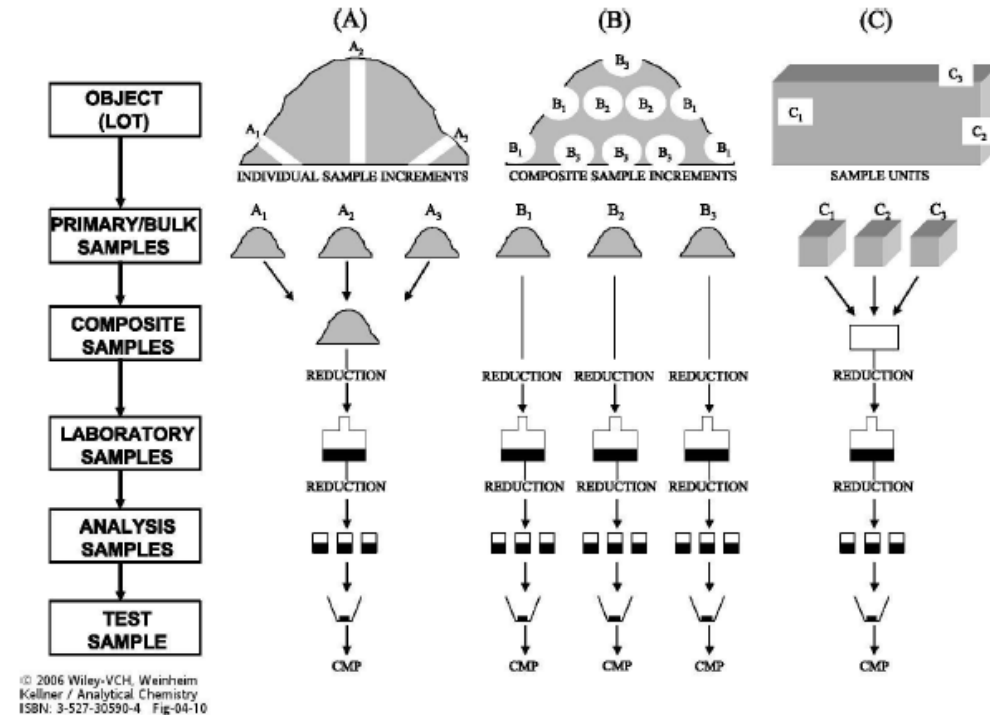 (A) (B) (C)
OBJECT
(LOT)
A₁ A₂ A₃
B₃
B₁ B₂ B₂ B₁
B₁ B₃ B₃ B₃ B₁
C₁ C₃ C₂
INDIVIDUAL SAMPLE INCREMENTS COMPOSITE SAMPLE INCREMENTS SAMPLE UNITS
PRIMARY/BULK
SAMPLES
A₁ A₂ A₃ B₁ B₂ B₃ C₁ C₂ C₃
COMPOSITE
SAMPLES
REDUCTION REDUCTION REDUCTION REDUCTION REDUCTION
LABORATORY
SAMPLES
REDUCTION REDUCTION REDUCTION REDUCTION REDUCTION
ANALYSIS
SAMPLES
TEST
SAMPLE
CMP CMP CMP CMP CMP
© 2006 Wiley-VCH, Weinheim
Kellner / Analytical Chemistry
ISBN: 3-527-30590-4 Fig-04-10